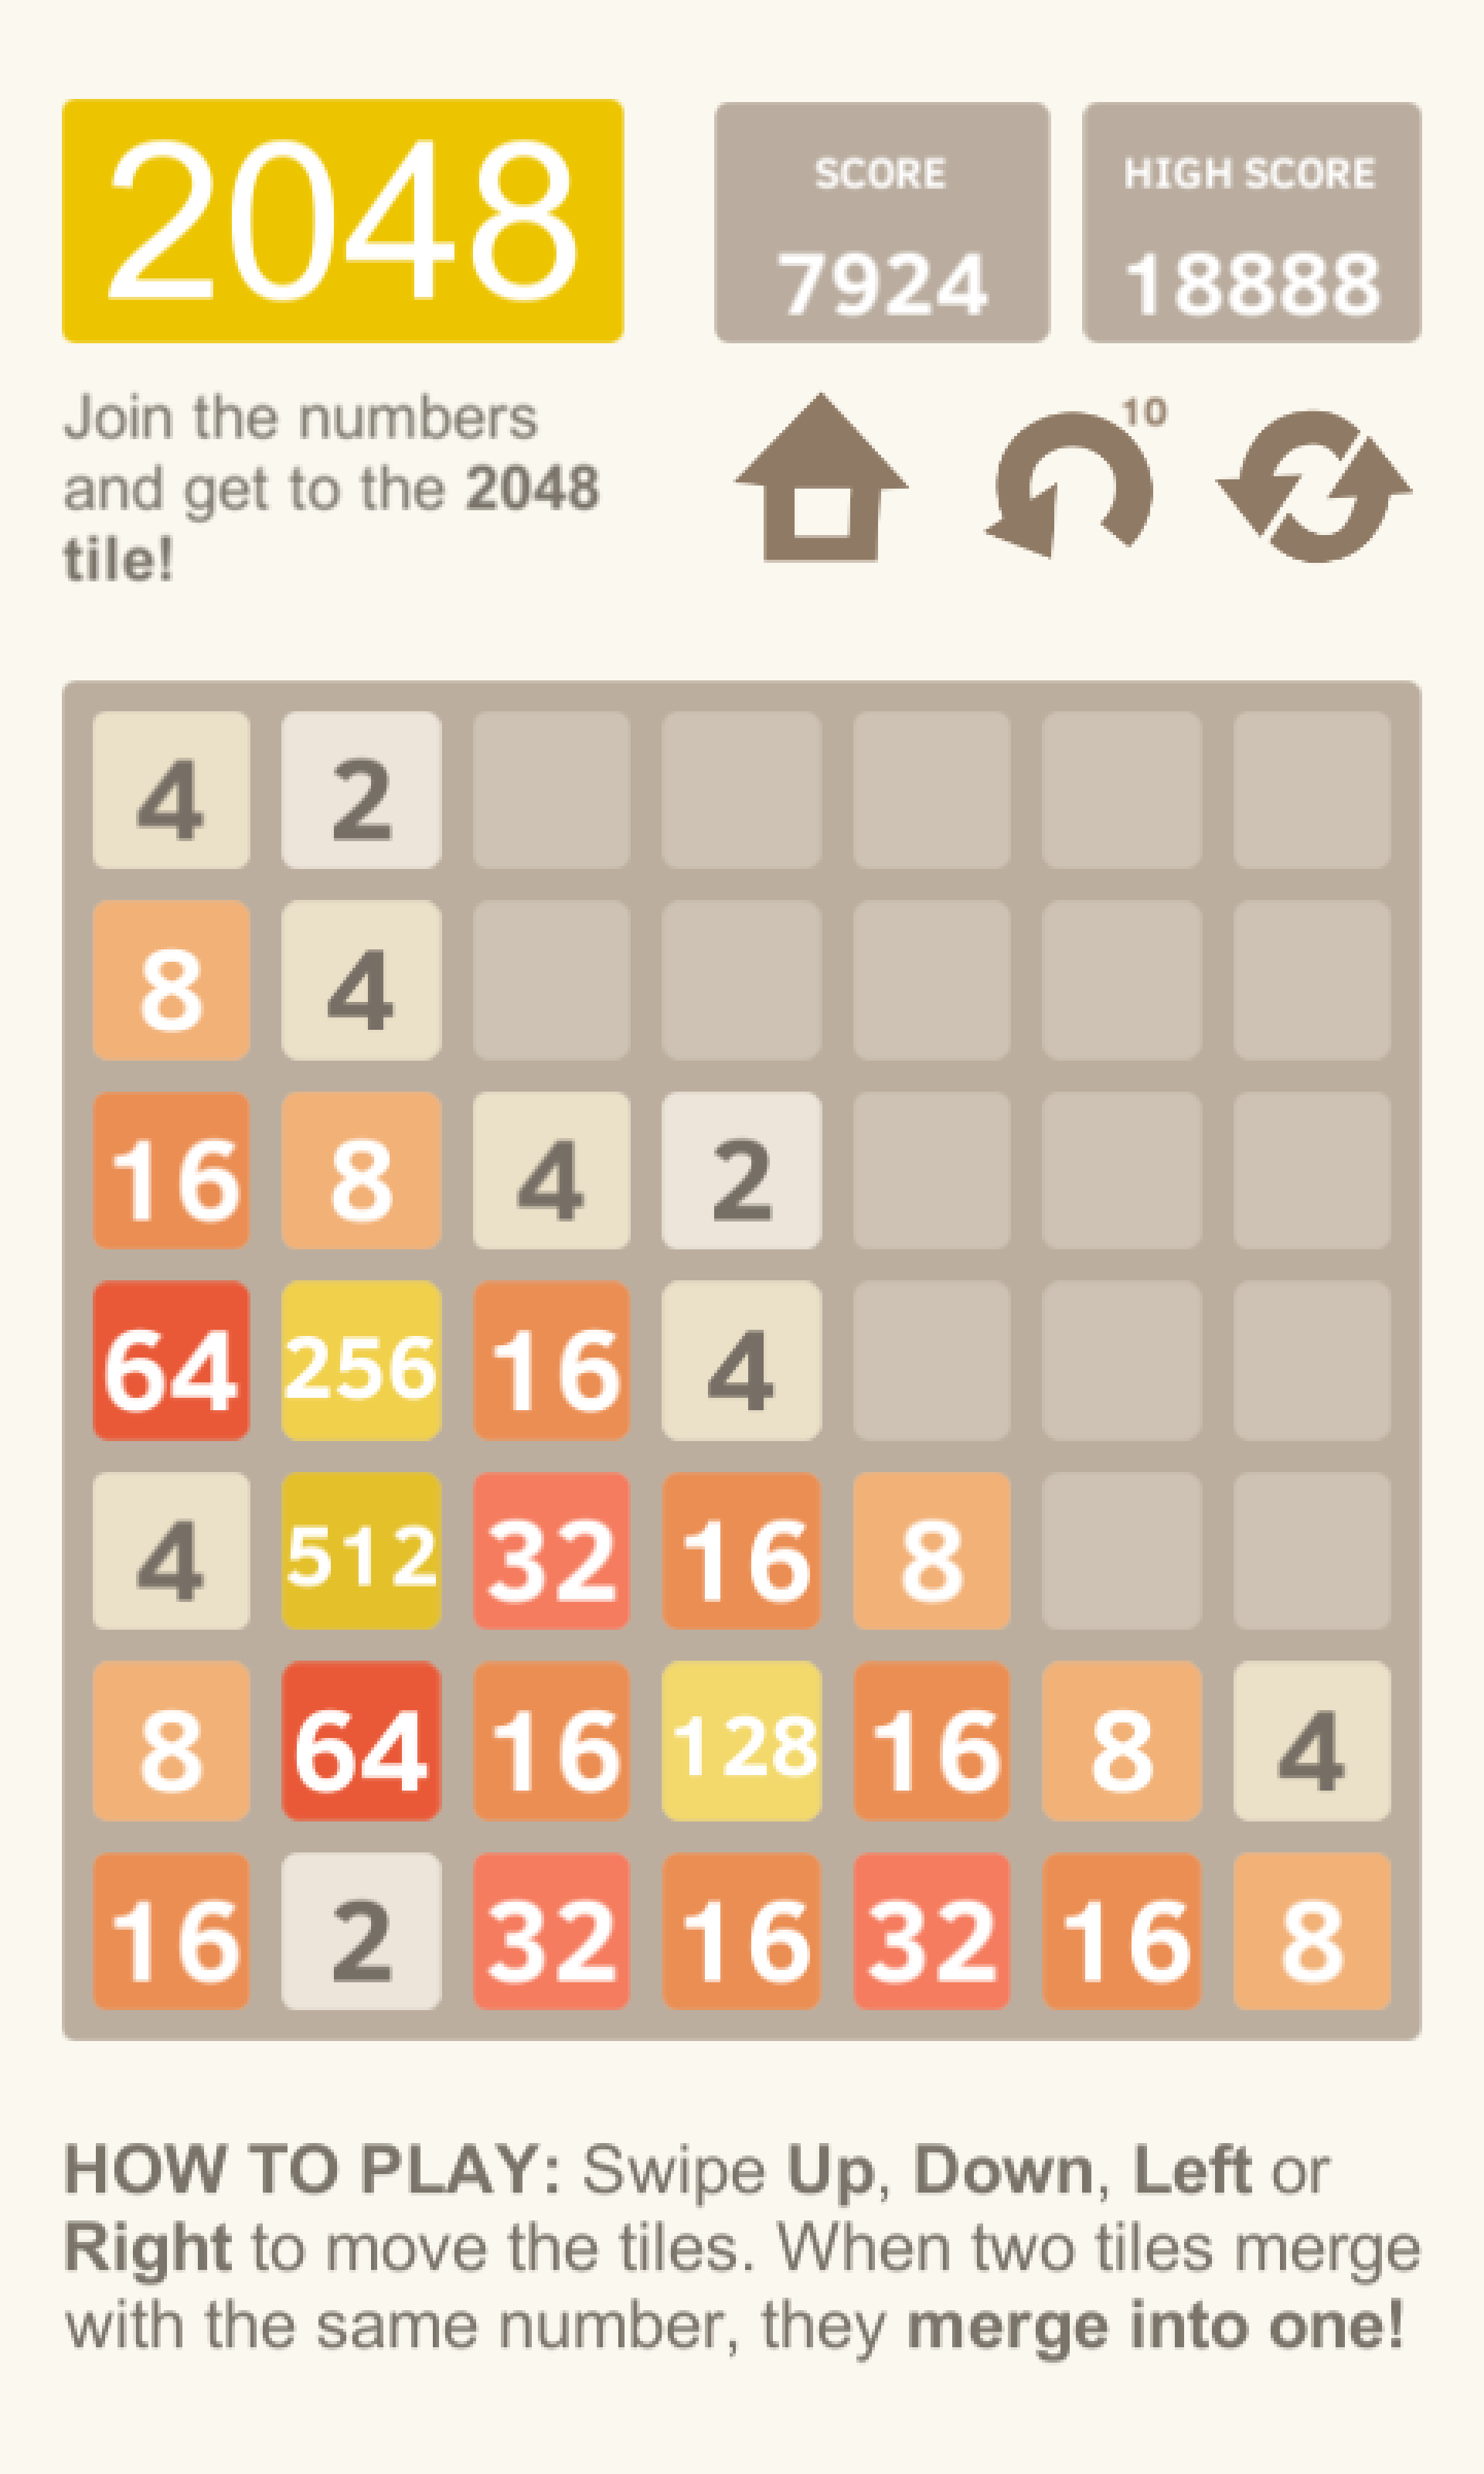 2048
SCORE
7924
HIGH SCORE
18888
Join the numbers
and get to the 2048
tile!
10
4 2
8 4
16 8 4 2
64 256 16 4
4 512 32 16 8
8 64 16 128 16 8 4
16 2 32 16 32 16 8
HOW TO PLAY: Swipe Up, Down, Left or
Right to move the tiles. When two tiles merge
with the same number, they merge into one!